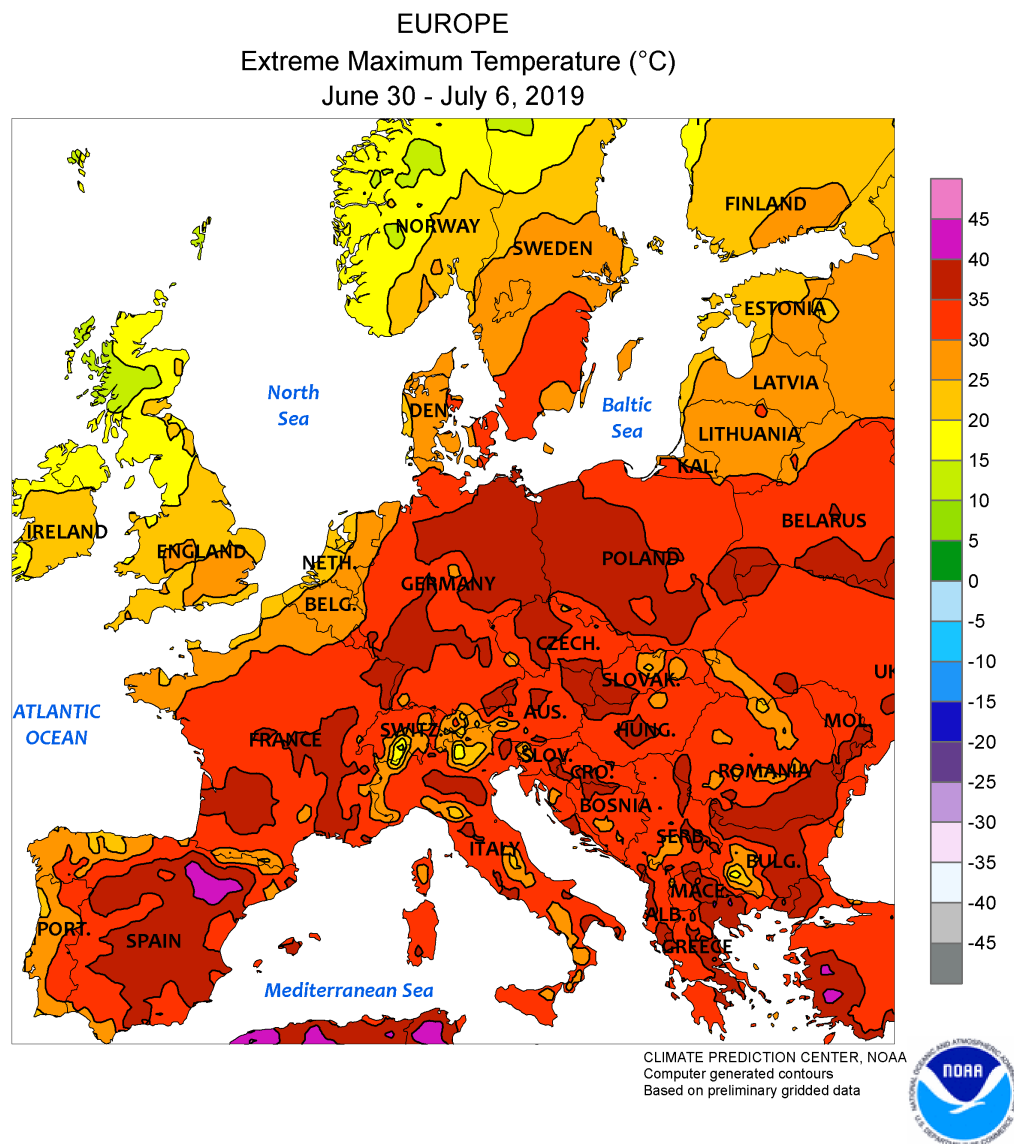 EUROPE
Extreme Maximum Temperature (°C)
June 30 - July 6, 2019
NORWAY
FINLAND
SWEDEN
ESTONIA
North
Sea
DEN.
Baltic
Sea
LATVIA
LITHUANIA
KAL.
IRELAND
ENGLAND
NETH.
BELG.
GERMANY
POLAND
BELARUS
CZECH.
SLOVAK.
UK
ATLANTIC
OCEAN
FRANCE
SWITZ.
AUS.
HUNG.
MOL.
SLOV.
CRO.
ROMANIA
BOSNIA
ITALY
SERB.
BULG.
MACE.
ALB.
GREECE
PORT.
SPAIN
Mediterranean Sea
45
40
35
30
25
20
15
10
5
0
-5
-10
-15
-20
-25
-30
-35
-40
-45
CLIMATE PREDICTION CENTER, NOAA
Computer generated contours
Based on preliminary gridded data
NOAA